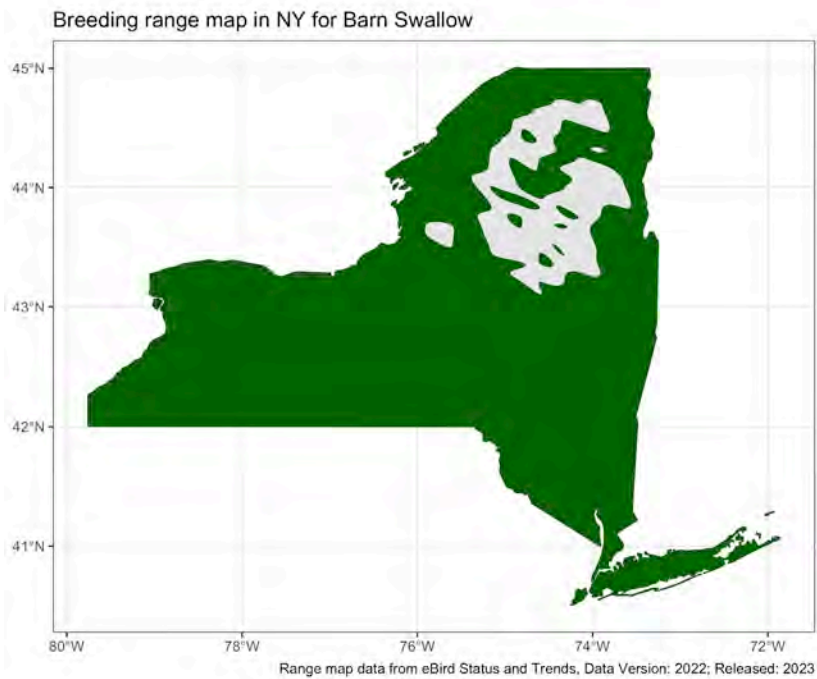 Breeding range map in NY for Barn Swallow
45°N
44°N
43°N
42°N
41°N
80°W 78°W 76°W 74°W 72°W
Range map data from eBird Status and Trends, Data Version: 2022; Released: 2023